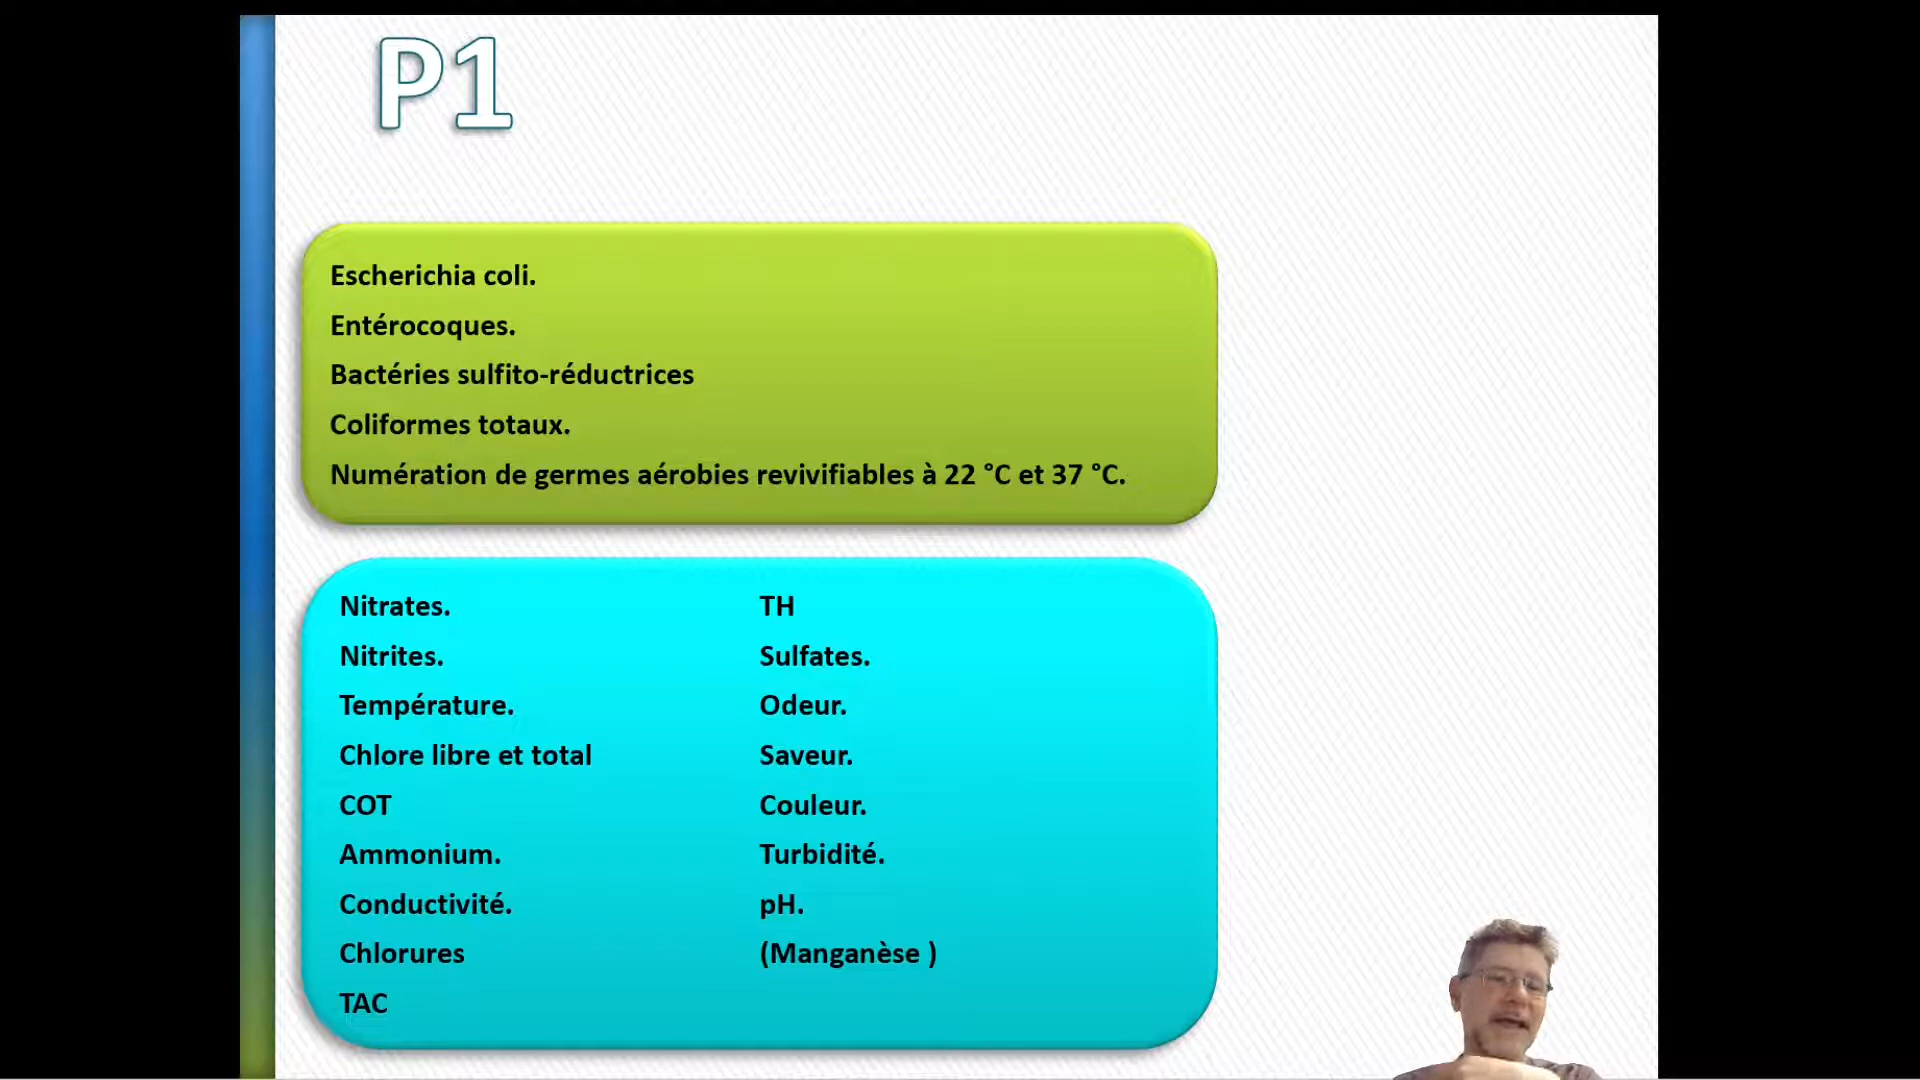 P1
Escherichia coli.
Entérocoques.
Bactéries sulfito-réductrices
Coliformes totaux.
Numération de germes aérobies revivifiables à 22 °C et 37 °C.
Nitrates.
Nitrites.
Température.
Chlore libre et total
COT
Ammonium.
Conductivité.
Chlorures
TAC
TH
Sulfates.
Odeur.
Saveur.
Couleur.
Turbidité.
pH.
(Manganèse )